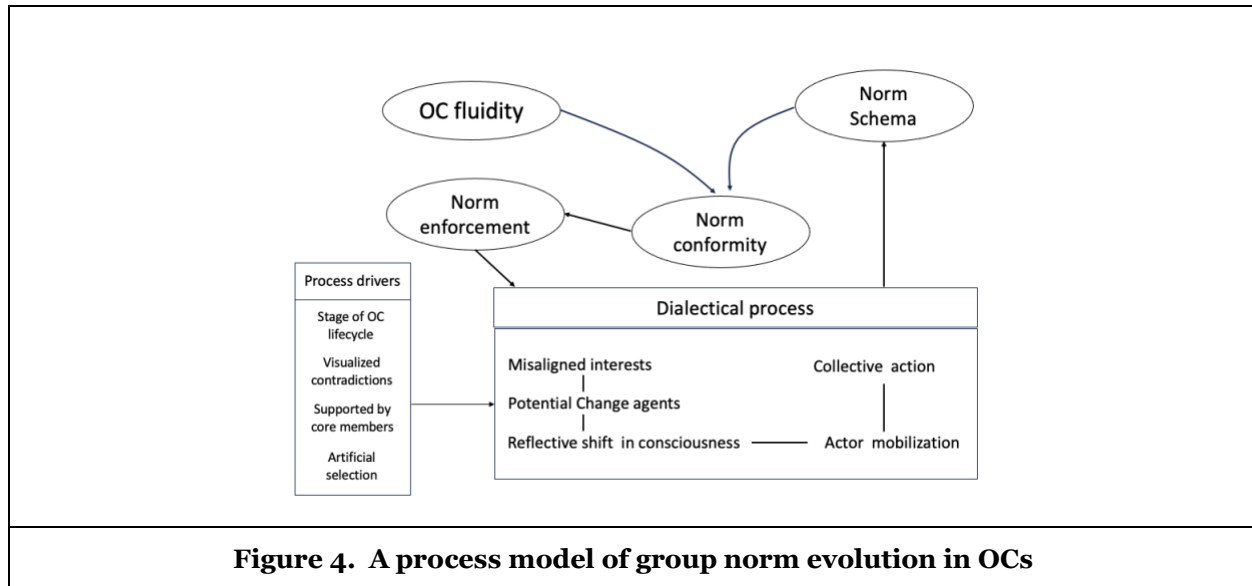 OC fluidity
Norm
Schema
Norm
enforcement
Norm
conformity
Process drivers
Stage of OC
lifecycle
Visualized
contradictions
Supported by
core members
Artificial
selection
Dialectical process
Misaligned interests
Potential Change agents
Reflective shift in consciousness
Collective action
Actor mobilization
Figure 4. A process model of group norm evolution in OCs